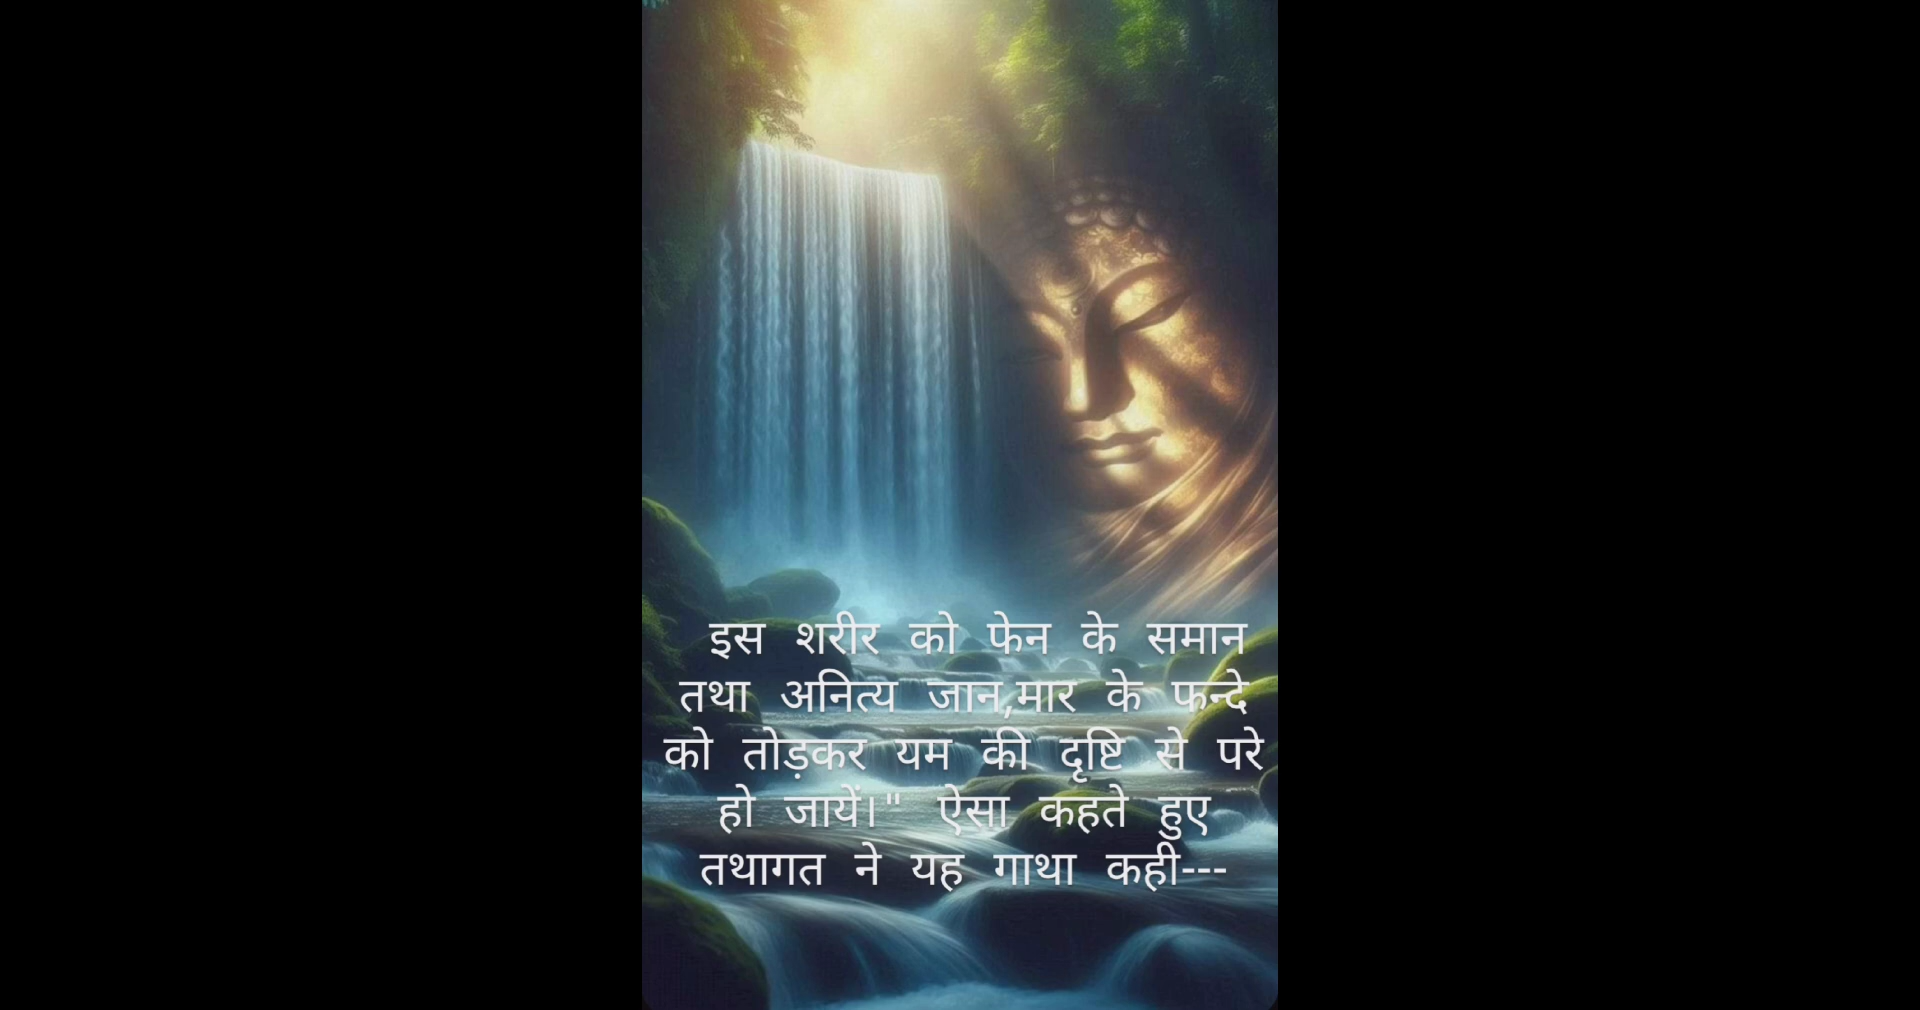 इस शरीर को फेन के समान
तथा अनित्य जान,मार के फन्दे
को तोड़कर यम की दृष्टि से परे
हो जायें।" ऐसा कहते हुए
तथागत ने यह गाथा कही---